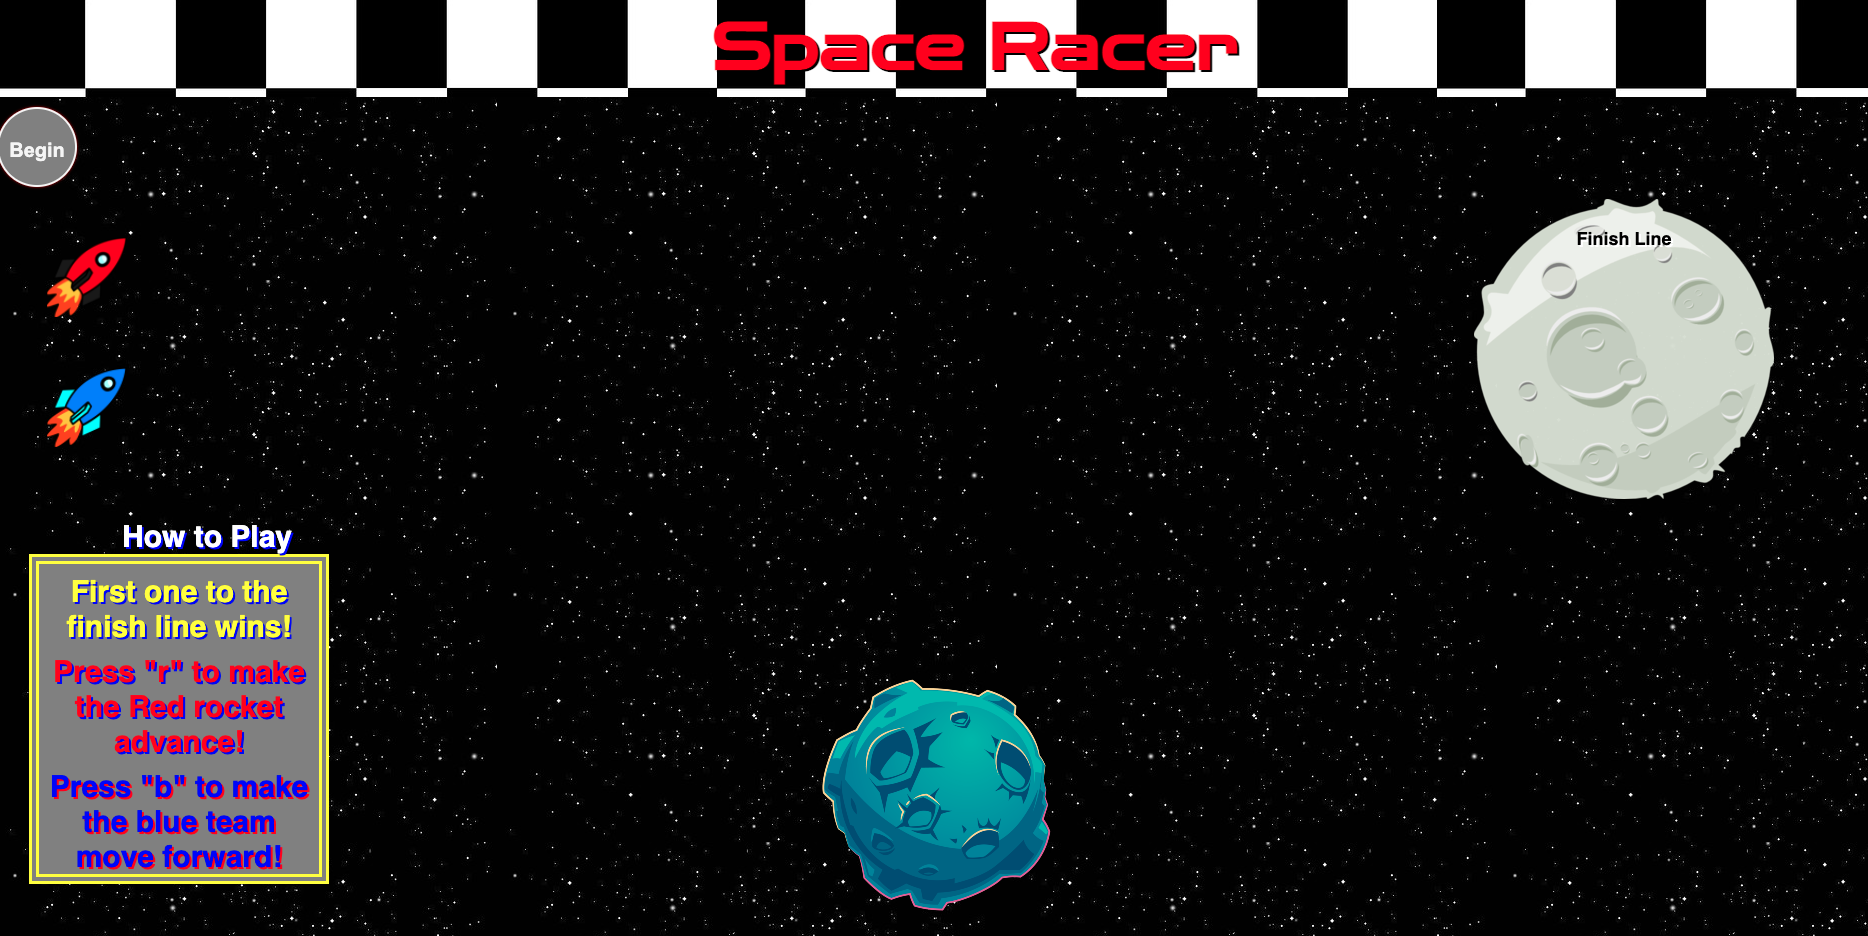 Space Racer
Begin
Finish Line
How to Play
First one to the
finish line wins!
Press "r" to make
the Red rocket
advance!
Press "b" to make
the blue team
move forward!